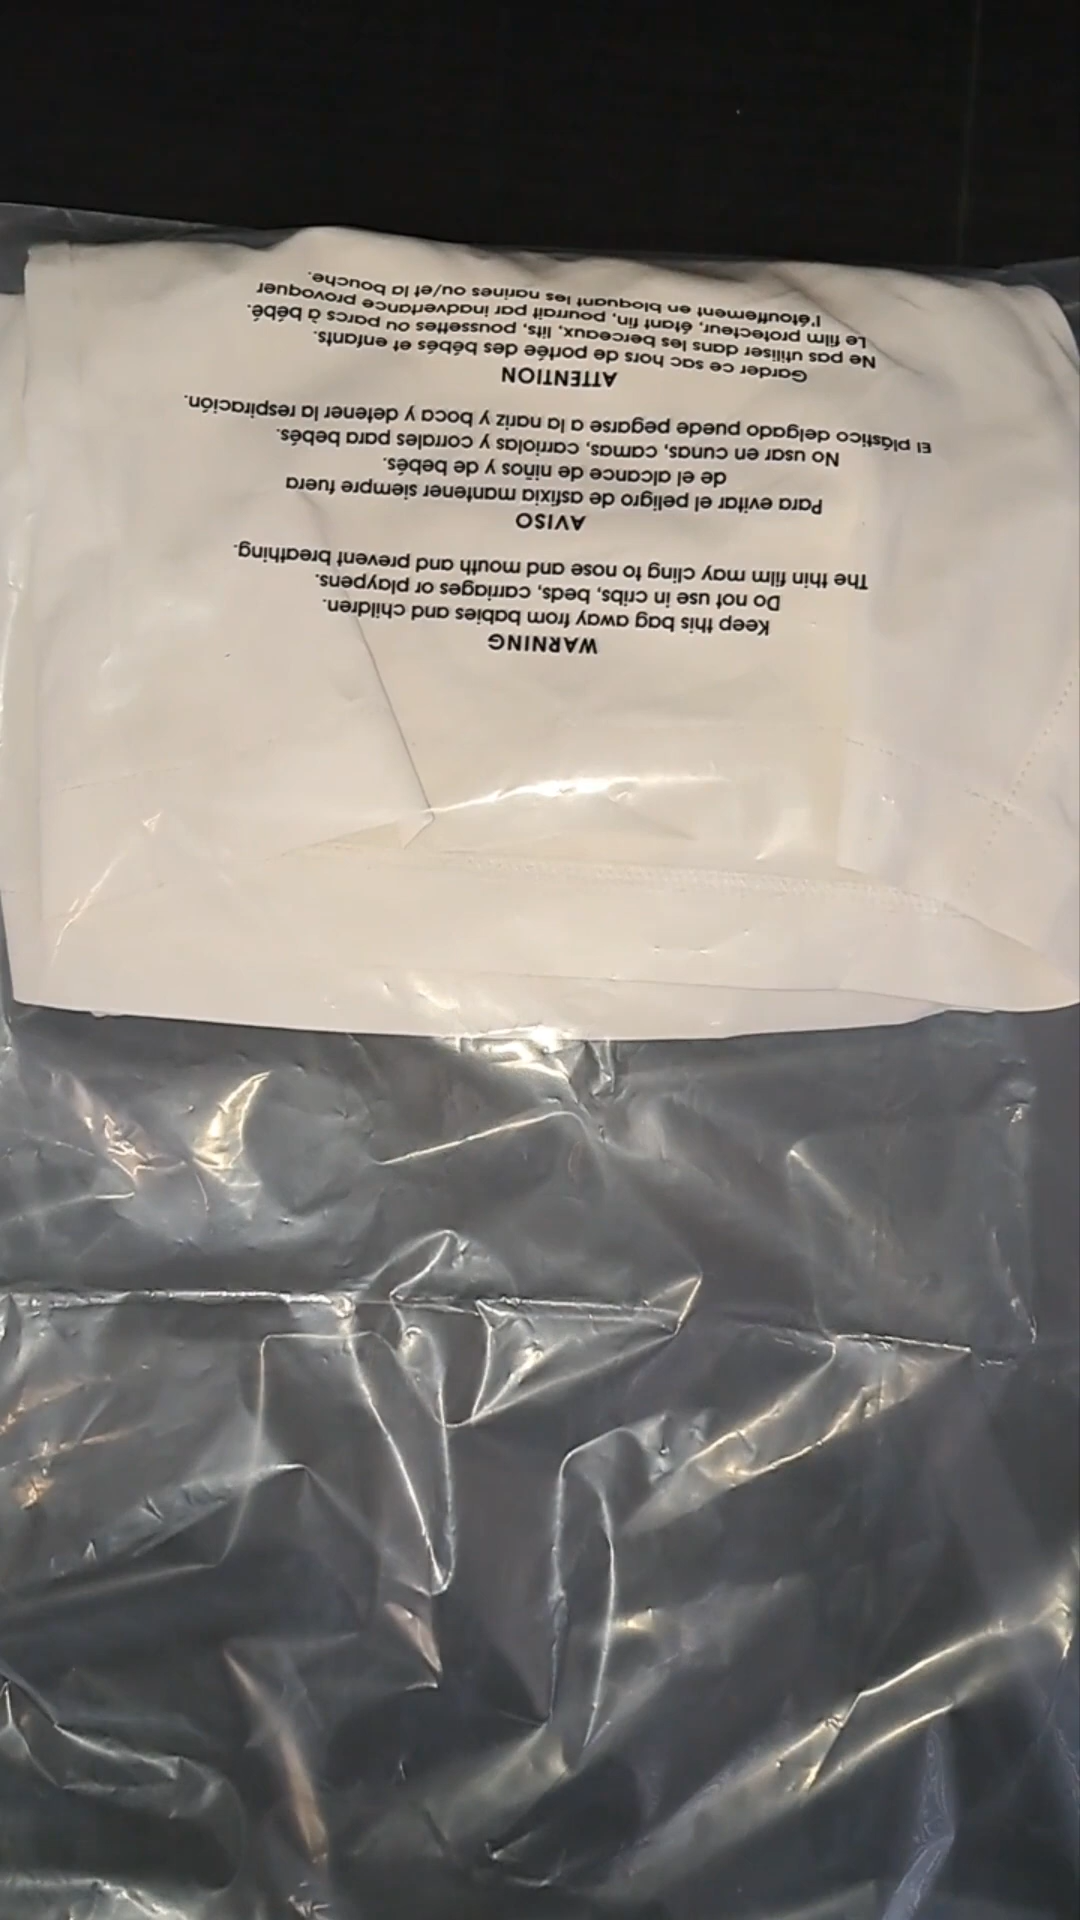 WARNING
Keep this bag away from babies and children.
Do not use in cribs, beds, carriages or playpens.
The thin film may cling to nose and mouth and prevent breathing.
AVISO
Para evitar el peligro de asfixia mantener siempre fuera
de el alcance de niños y de bebés.
No usar en cunas, camas, carriolas y corrales para bebés.
El plástico delgado puede pegarse a la nariz y boca y detener la respiración.
ATTENTION
Garder ce sac hors de portée des bébés et enfants.
Ne pas utiliser dans les berceaux, lits, poussettes ou parcs à bébé.
Le film protecteur, étant fin, pourrait par inadvertance provoquer
l'étouffement en bloquant les narines ou/et la bouche.